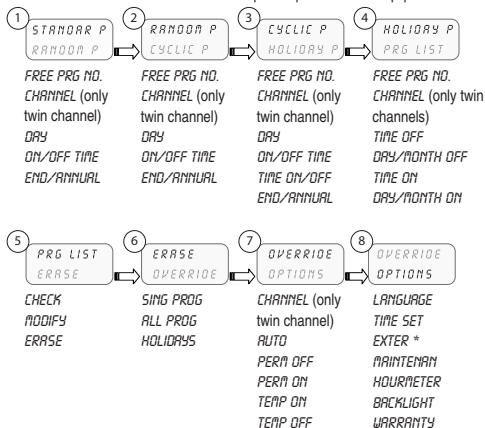 1
STANDAR P
RANDOM P
FREE PRG NO.
CHANNEL (only
twin channel)
DAY
ON/OFF TIME
END/ANNUAL
2
RANDOM P
CYCLIC P
FREE PRG NO.
CHANNEL (only
twin channel)
DAY
ON/OFF TIME
END/ANNUAL
3
CYCLIC P
HOLIDAY P
FREE PRG NO.
CHANNEL (only
twin channel)
DAY
ON/OFF TIME
TIME ON/OFF
END/ANNUAL
4
HOLIDAY P
PRG LIST
FREE PRG NO.
CHANNEL (only twin
channels)
TIME OFF
DAY/MONTH OFF
TIME ON
DAY/MONTH ON
5
PRG LIST
ERASE
CHECK
MODIFY
ERASE
6
ERASE
OVERRIDE
SING PROG
ALL PROG
HOLIDAYS
7
OVERRIDE
OPTIONS
CHANNEL (only
twin channel)
AUTO
PERM OFF
PERM ON
TEMP ON
TEMP OFF
8
OVERRIDE
OPTIONS
LANGUAGE
TIME SET
EXTER *
MAINTENAN
HOURMETER
BACKLIGHT
WARRANTY